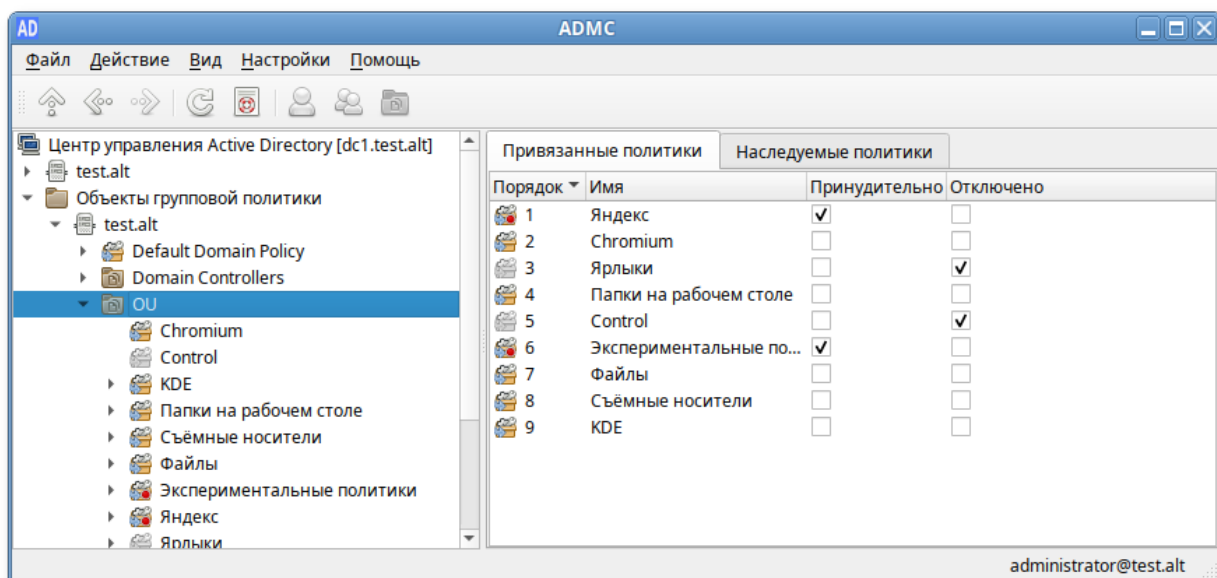 AD ADMC
Файл Действие Вид Настройки Помощь
Центр управления Active Directory [dc1.test.alt]
test.alt
Объекты групповой политики
test.alt
Default Domain Policy
Domain Controllers
OU
Chromium
Control
KDE
Папки на рабочем столе
Съёмные носители
Файлы
Экспериментальные политики
Яндекс
Ярлыки
Привязанные политики Наследуемые политики
Порядок Имя Принудительно Отключено
1 Яндекс
2 Chromium
3 Ярлыки
4 Папки на рабочем столе
5 Control
6 Экспериментальные по...
7 Файлы
8 Съёмные носители
9 KDE
administrator@test.alt